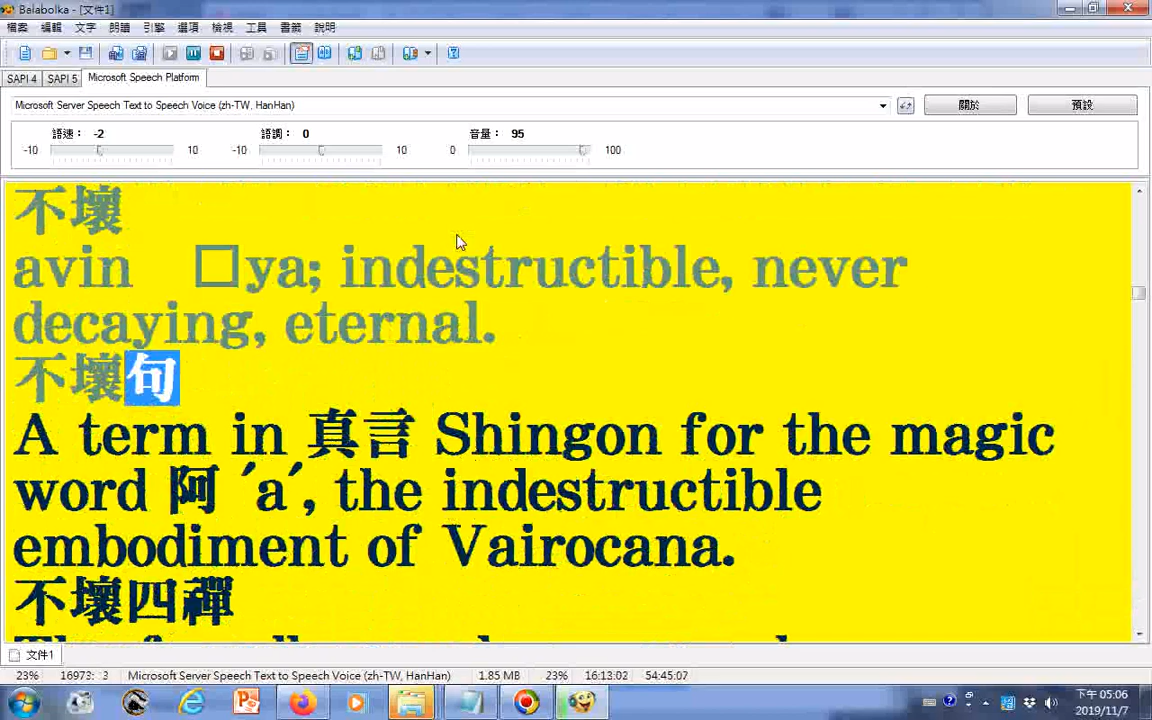 Balabolka - [文件1]
檔案 編輯 文字 朗讀 引擎 選項 檢視 工具 書籤 說明
SAPI 4 SAPI 5 Microsoft Speech Platform
Microsoft Server Speech Text to Speech Voice (zh-TW, HanHan) 關於 預設
語速： -2 語調： 0 音量： 95
-10 10 -10 10 0 100
不壞
avin □ya; indestructible, never
decaying, eternal.
不壞句
A term in 真言 Shingon for the magic
word 阿 ′a′, the indestructible
embodiment of Vairocana.
不壞四禪
文件1
23% 16973: 3 Microsoft Server Speech Text to Speech Voice (zh-TW, HanHan) 1.85 MB 23% 16:13:02 54:45:07
下午 05:06
2019/11/7